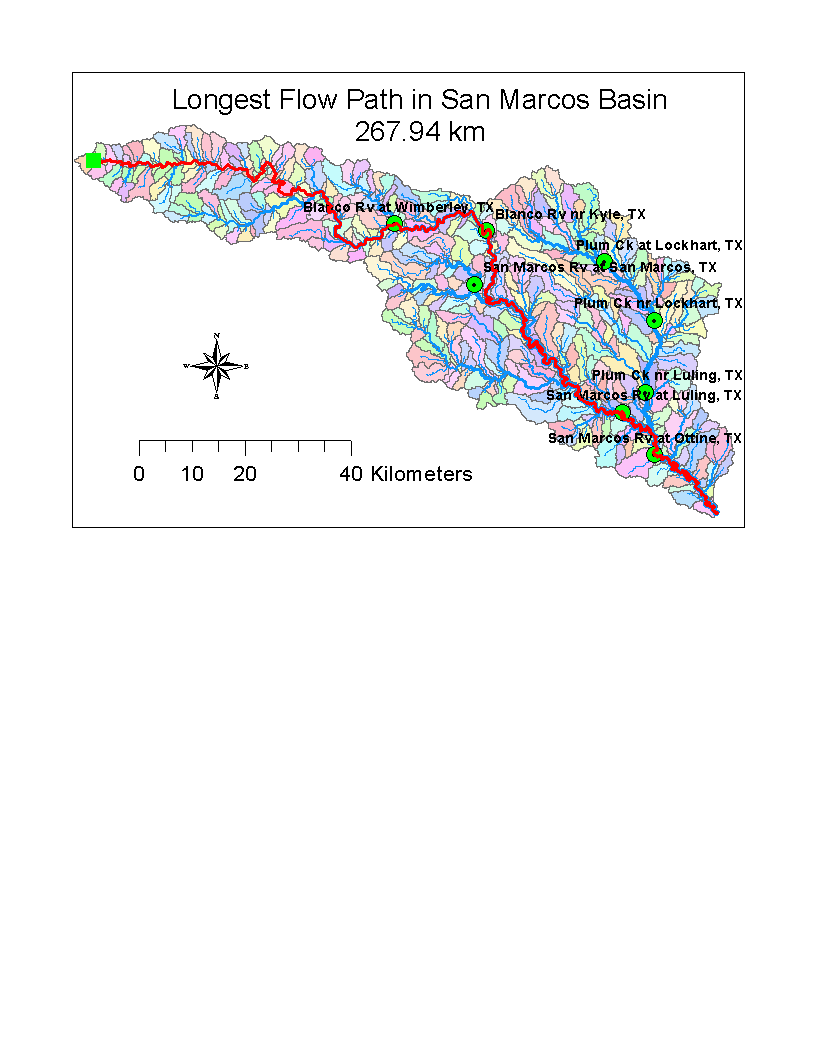 Longest Flow Path in San Marcos Basin
267.94 km
Blanco Rv at Wimberley, TX
Blanco Rv nr Kyle, TX
Plum Ck at Lockhart, TX
San Marcos Rv at San Marcos, TX
Plum Ck nr Lockhart, TX
N
W
E
S
Plum Ck nr Luling, TX
San Marcos Rv at Luling, TX
San Marcos Rv at Ottine, TX
0 10 20 40 Kilometers